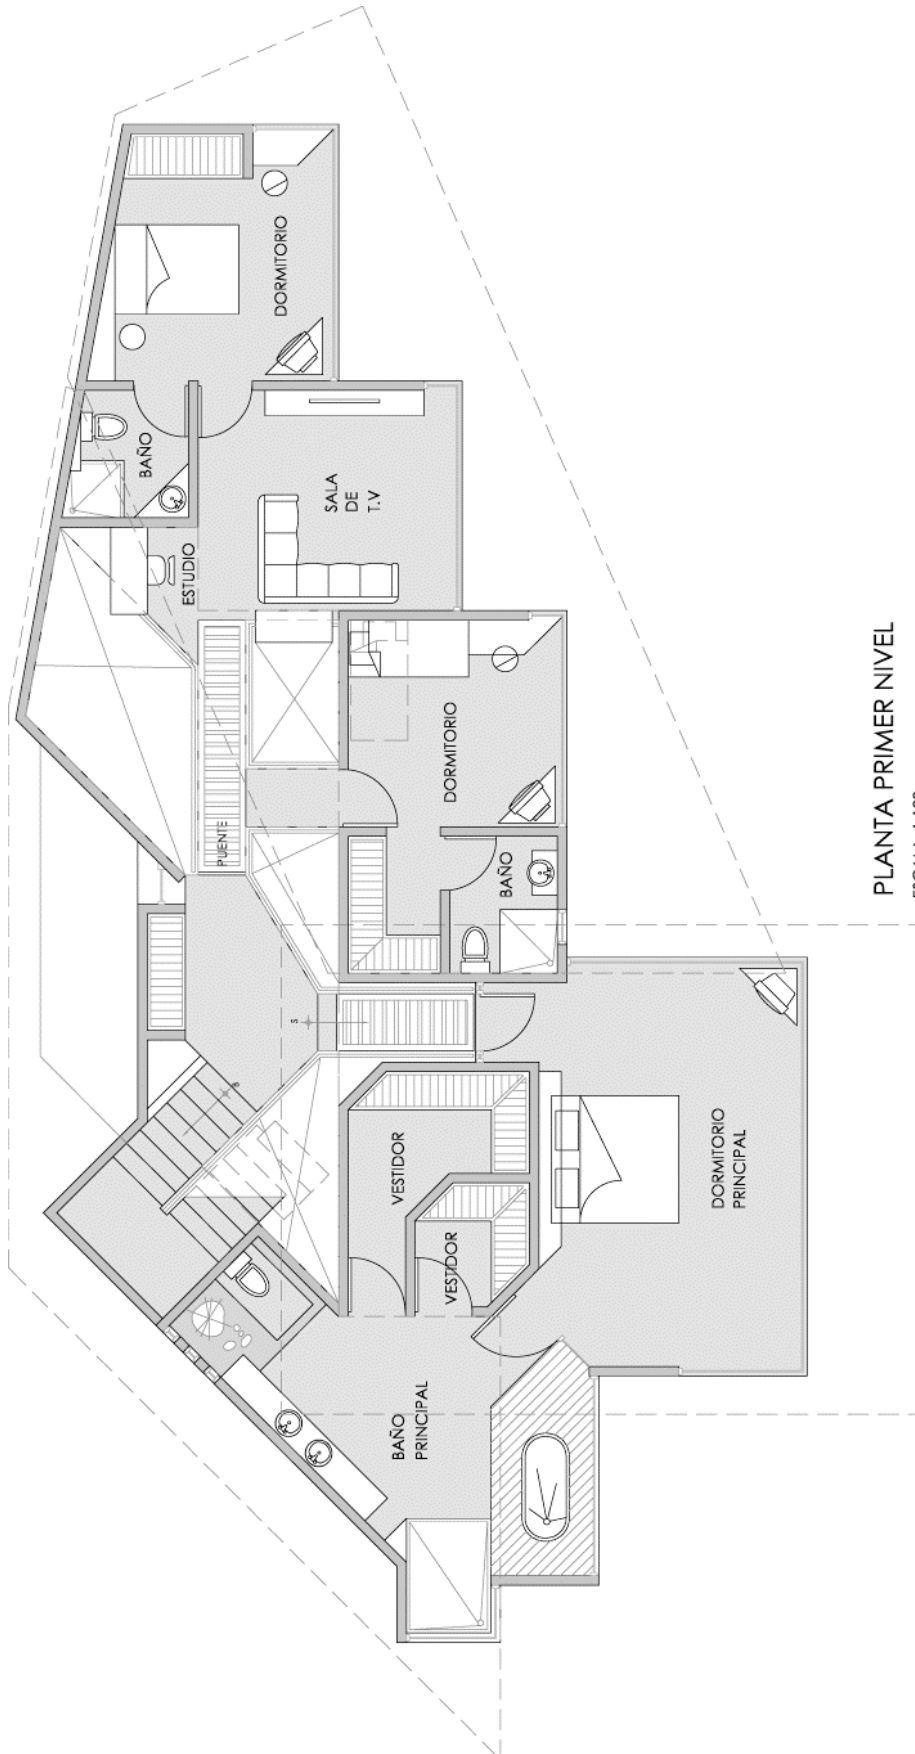 DORMITORIO
BAÑO
SALA
DE
T.V
ESTUDIO
DORMITORIO
PUENTE
BAÑO
S
B
VESTIDOR
VESTIDOR
DORMITORIO
PRINCIPAL
BAÑO
PRINCIPAL
PLANTA PRIMER NIVEL